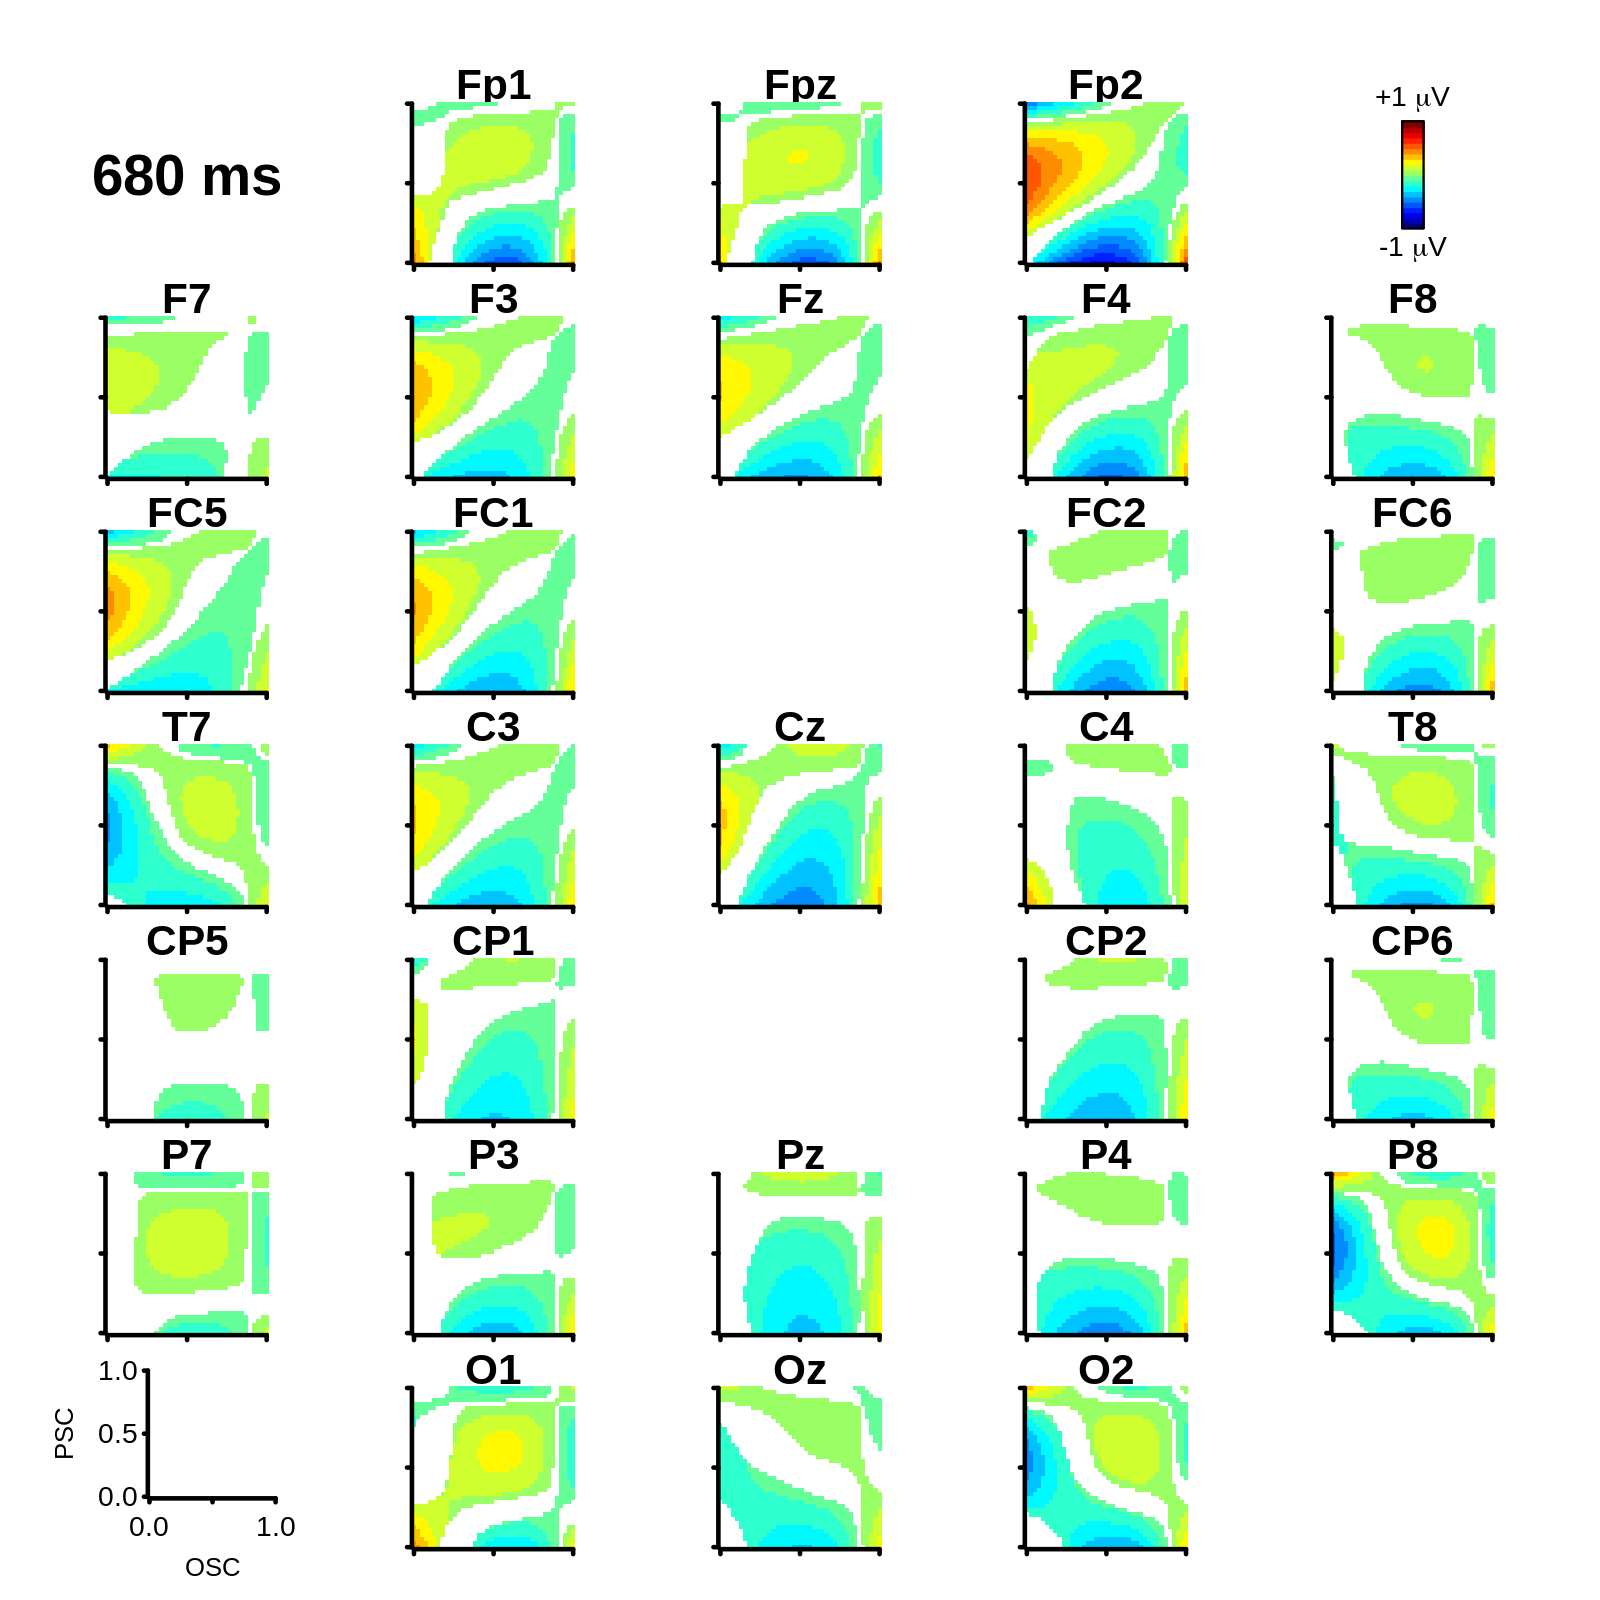 Fp1 Fpz Fp2
+1 μV
680 ms
-1 μV
F7 F3 Fz F4 F8
FC5 FC1 FC2 FC6
T7 C3 Cz C4 T8
CP5 CP1 CP2 CP6
P7 P3 Pz P4 P8
O1 Oz O2
1.0
PSC
0.5
0.0
0.0 1.0
OSC